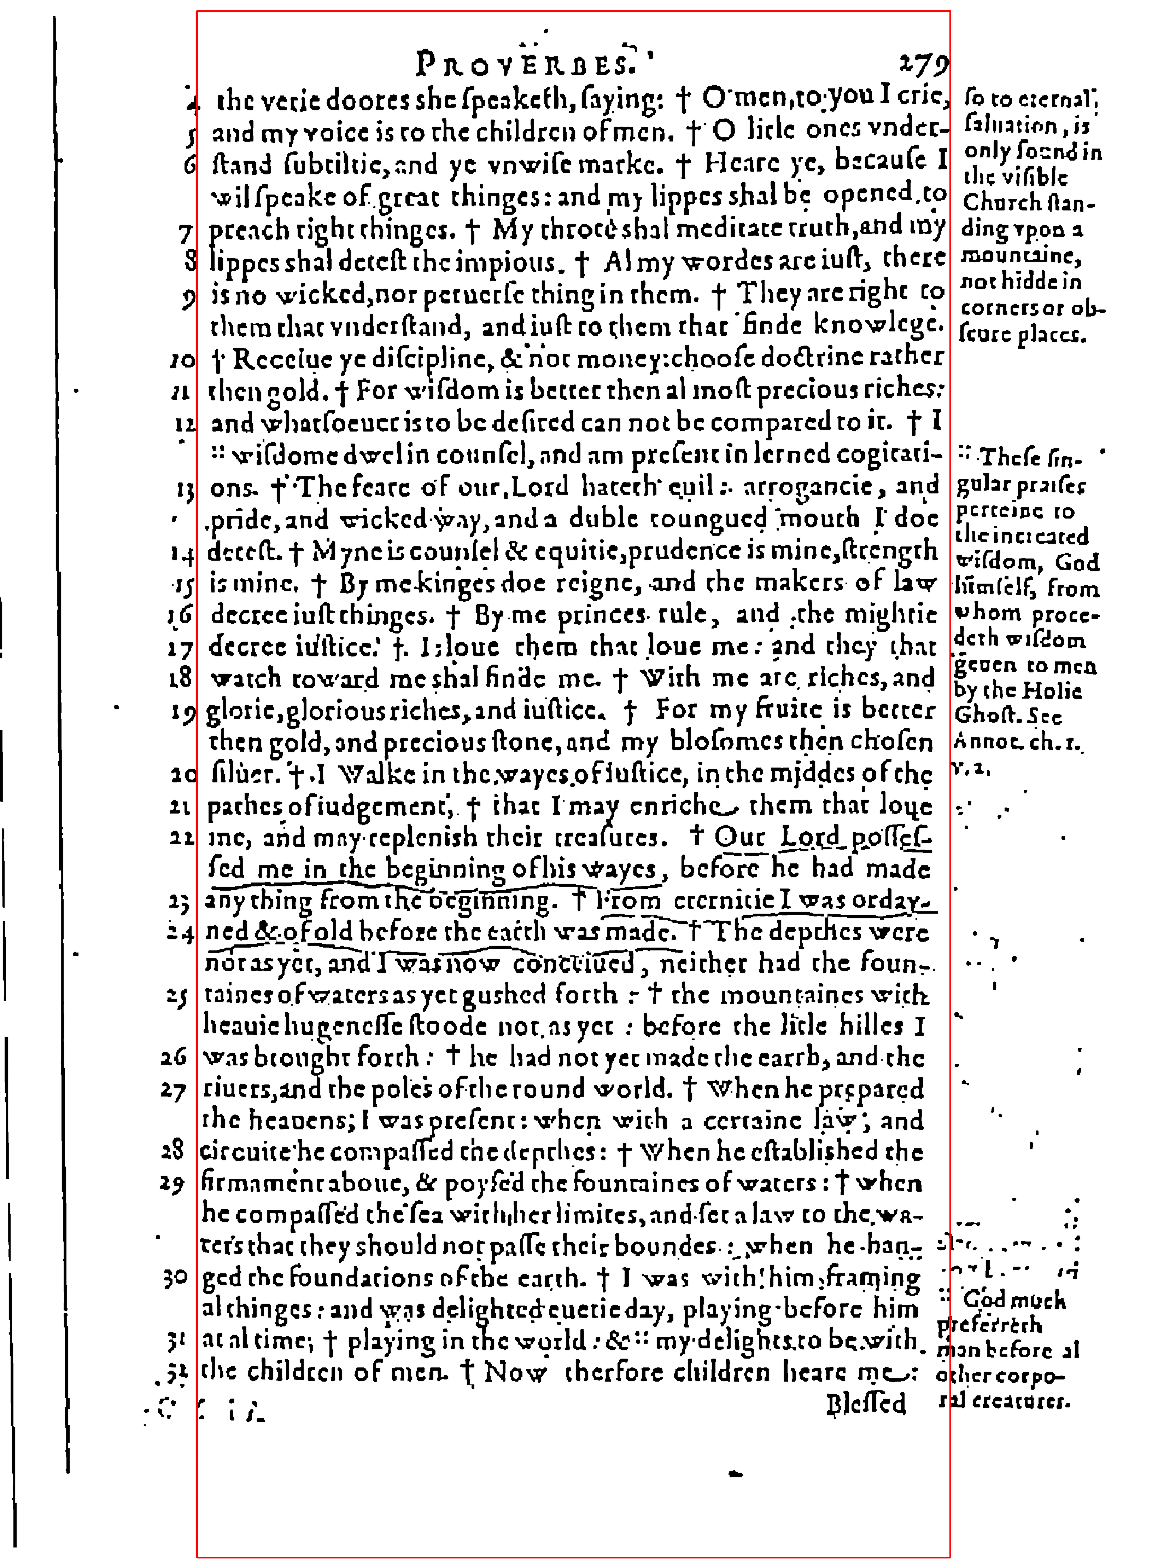 PROVERBES. 279
4 the verie doores she speaketh, saying: † O men, to you I crie,
5 and my voice is to the children of men. † O litle ones vnder-
6 ſtand ſubtiltie, and ye vnwiſe marke. † Heare ye, becauſe I
wil ſpeake of great thinges: and my lippes shal be opened, to
7 preach right thinges. † My throte shal meditate truth, and my
8 lippes shal deteſt the impious. † Al my wordes are iuſt, there
9 is no wicked, nor peruerſe thing in them. † They are right to
them that vnderſtand, and iuſt to them that finde knowlege.
10 † Receiue ye diſcipline, & not money: chooſe doctrine rather
11 then gold. † For wiſdom is better then al moſt precious riches:
12 and whatſoeuer is to be deſired can not be compared to it. † I
:: wiſdome dwel in counſel, and am preſent in lerned cogitati-
13 ons. † The feare of our Lord hateth euil: arrogancie, and
pride, and wicked way, and a duble toungued mouth I doe
14 deteſt. † Myne is counſel & equitie, prudence is mine, ſtrength
15 is mine. † By me kinges doe reigne, and the makers of law
16 decree iuſt thinges. † By me princes rule, and the mightie
17 decree iuſtice. † I loue them that loue me: and they that
18 watch toward me shal finde me. † With me are riches, and
19 glorie, glorious riches, and iuſtice. † For my fruite is better
then gold, and precious ſtone, and my bloſomes then choſen
20 ſiluer. † I Walke in the wayes of iuſtice, in the middes of the
21 pathes of iudgement, † that I may enriche them that loue
22 me, and may replenish their treaſures. † Our Lord poſſeſ-
ſed me in the beginning of his wayes, before he had made
23 any thing from the beginning. † From eternitie I was orday-
24 ned & of old before the earth was made. † The depthes were
not as yet, and I was now conceiued, neither had the foun-
25 taines of waters as yet gushed forth: † the mountaines with
heauie hugeneſſe ſtoode not as yet: before the litle hilles I
26 was brought forth: † he had not yet made the earth, and the
27 riuers, and the poles of the round world. † When he prepared
the heauens; I was preſent: when with a certaine law, and
28 circuite he compaſſed the depthes: † When he eſtablished the
29 firmament aboue, & poyſed the fountaines of waters: † when
he compaſſed the ſea with her limites, and ſet a law to the wa-
ters that they should not paſſe their boundes: when he han-
30 ged the foundations of the earth. † I was with him framing
al thinges: and was delighted euerie day, playing before him
31 at al time; † playing in the world: & :: my delights to be with
32 the children of men. † Now therfore children heare me:
Bleſſed
ſo to eternal
ſaluation, is
only found in
the viſible
Church ſtan-
ding vpon a
mountaine,
not hidde in
corners or ob-
ſcure places.
:: Theſe ſin-
gular praiſes
perteine to
the increated
wiſdom, God
himſelf, from
whom proce-
deth wiſdom
geuen to men
by the Holie
Ghoſt. See
Annot. ch. 1.
v. 2.
:: God much
preferreth
man before al
other corpo-
ral creatures.